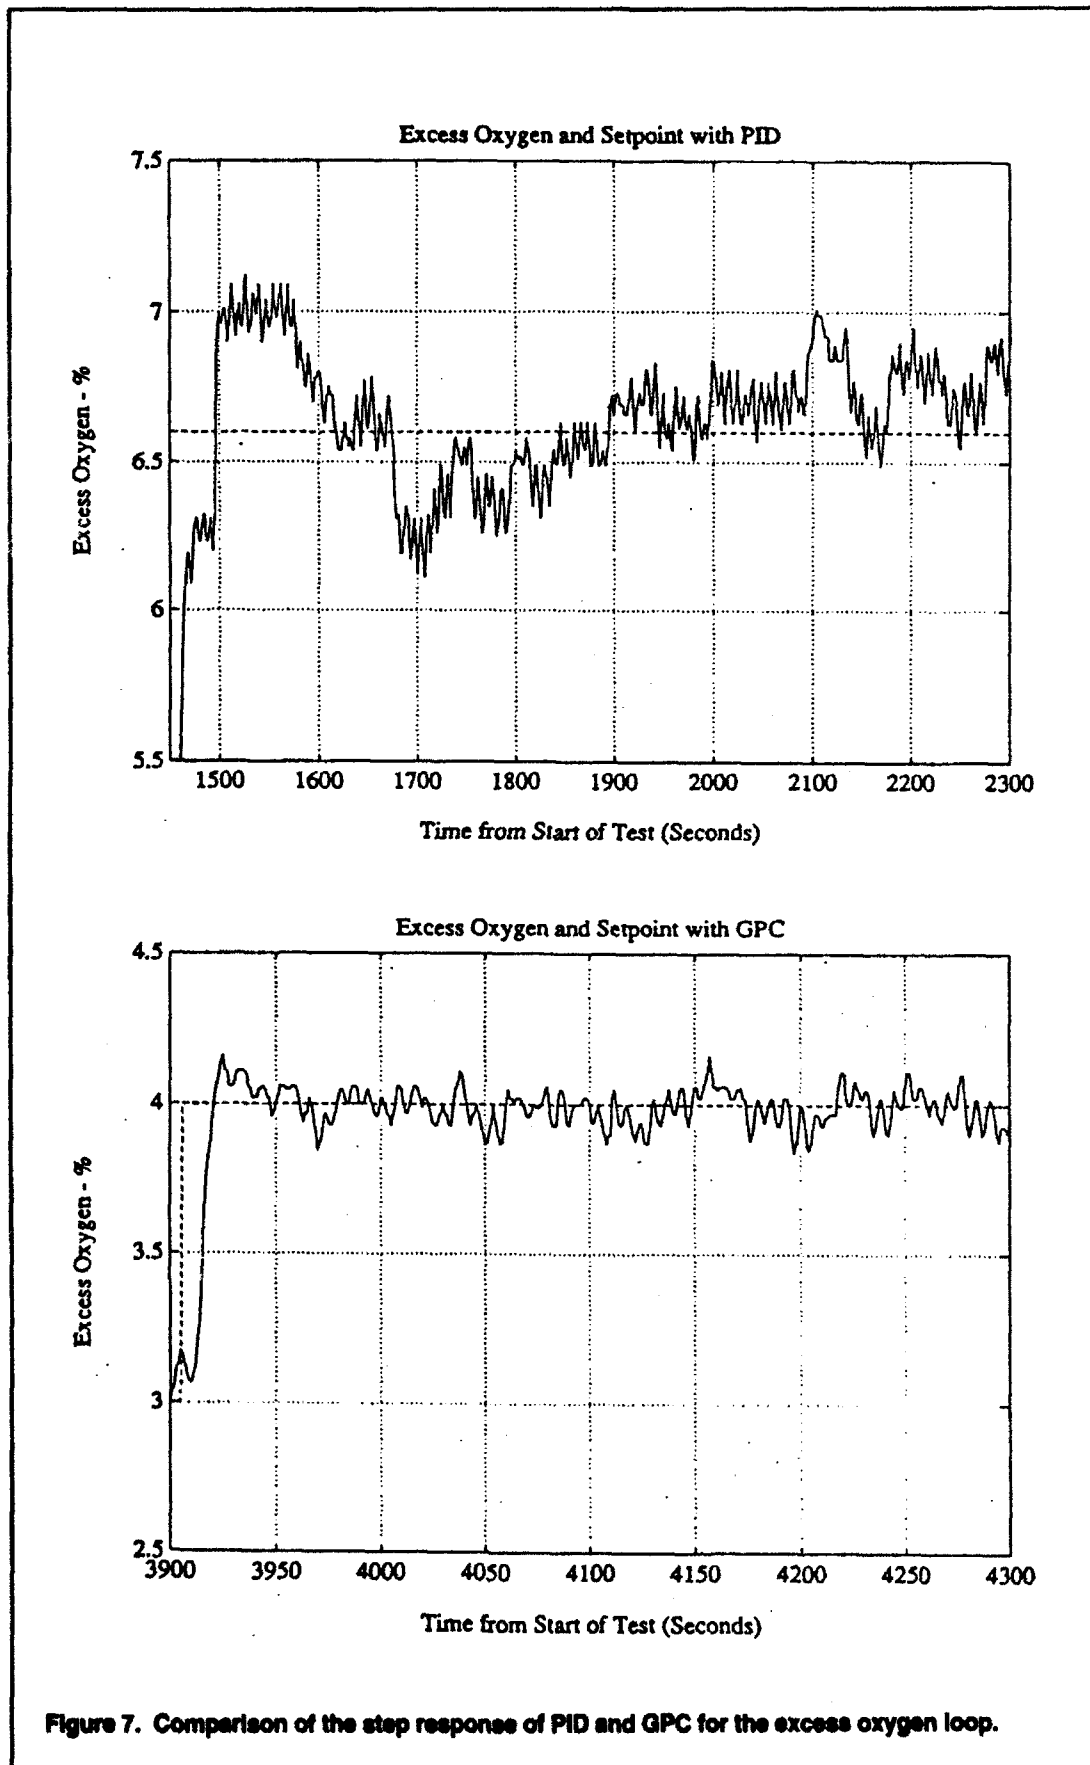 Excess Oxygen and Setpoint with PID
7.5
7
6.5
6
5.5
Excess Oxygen - %
1500 1600 1700 1800 1900 2000 2100 2200 2300
Time from Start of Test (Seconds)
Excess Oxygen and Setpoint with GPC
4.5
4
3.5
3
2.5
Excess Oxygen - %
3900 3950 4000 4050 4100 4150 4200 4250 4300
Time from Start of Test (Seconds)
Figure 7. Comparison of the step response of PID and GPC for the excess oxygen loop.